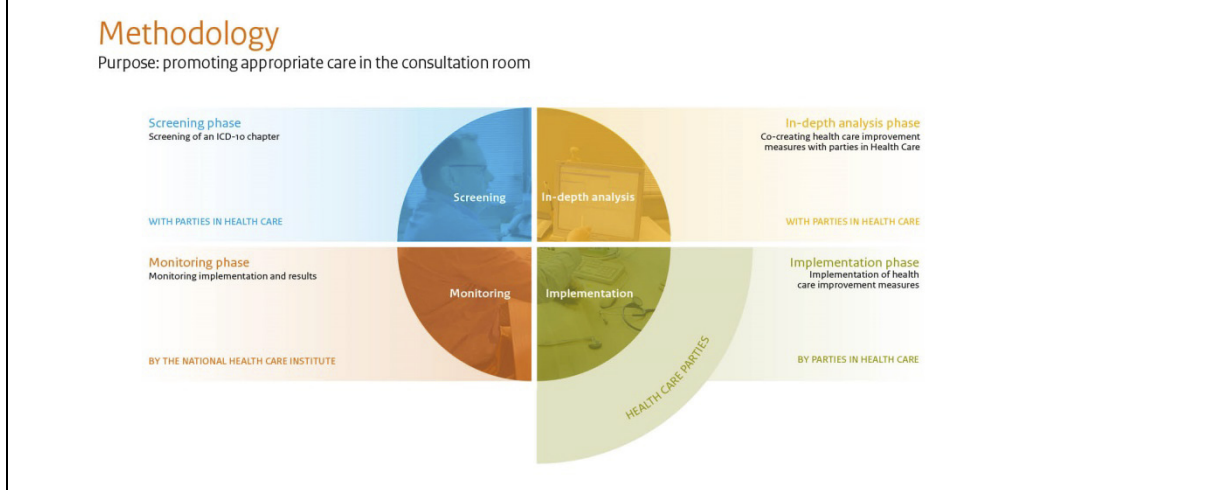 Methodology
Purpose: promoting appropriate care in the consultation room
Screening phase
Screening of an ICD-10 chapter
WITH PARTIES IN HEALTH CARE
Screening
In-depth analysis
In-depth analysis phase
Co-creating health care improvement
measures with parties in Health Care
WITH PARTIES IN HEALTH CARE
Monitoring phase
Monitoring implementation and results
BY THE NATIONAL HEALTH CARE INSTITUTE
Monitoring
Implementation
Implementation phase
Implementation of health
care improvement measures
BY PARTIES IN HEALTH CARE
HEALTH CARE PARTIES